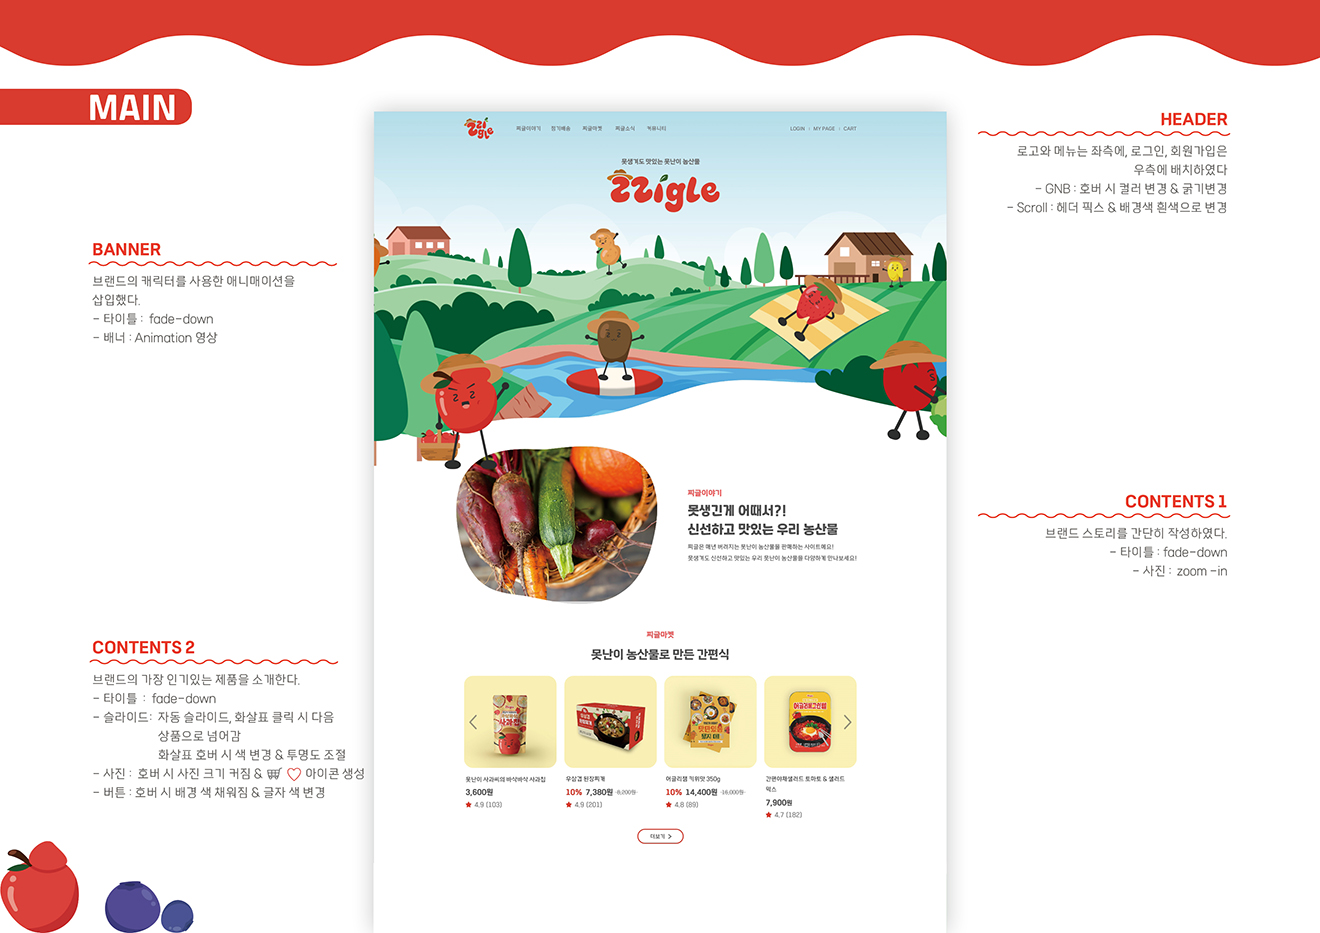 MAIN
BANNER
브랜드의 캐릭터를 사용한 애니매이션을
삽입했다.
- 타이틀 : fade-down
- 배너 : Animation 영상
CONTENTS 2
브랜드의 가장 인기있는 제품을 소개한다.
- 타이틀 : fade-down
- 슬라이드: 자동 슬라이드, 화살표 클릭 시 다음
상품으로 넘어감
화살표 호버 시 색 변경 & 투명도 조절
- 사진 : 호버 시 사진 크기 커짐 & 아이콘 생성
- 버튼 : 호버 시 배경 색 채워짐 & 글자 색 변경
zzigle
찌글이야기 정기배송 찌글마켓 찌글소식 커뮤니티
LOGIN | MY PAGE | CART
못생겨도 맛있는 못난이 농산물
zzigle
찌글이야기
못생긴게 어때서?!
신선하고 맛있는 우리 농산물
찌글은 매년 버려지는 못난이 농산물을 판매하는 사이트예요!
못생겨도 신선하고 맛있는 우리 못난이 농산물을 다양하게 만나보세요!
찌글마켓
못난이 농산물로 만든 간편식
사과칩
못난이 사과씨의 바삭바삭 사과칩
3,600원
4.9 (103)
우삼겹 된장찌개
10% 7,380원 8,200원
4.9 (201)
어글리잼 직화맛 350g
10% 14,400원 16,000원
4.8 (89)
간편야채샐러드 토마토 & 샐러드
믹스
7,900원
4.7 (182)
더보기 >
HEADER
로고와 메뉴는 좌측에, 로그인, 회원가입은
우측에 배치하였다
- GNB : 호버 시 컬러 변경 & 굵기변경
- Scroll : 헤더 픽스 & 배경색 흰색으로 변경
CONTENTS 1
브랜드 스토리를 간단히 작성하였다.
- 타이틀 : fade-down
- 사진 : zoom -in